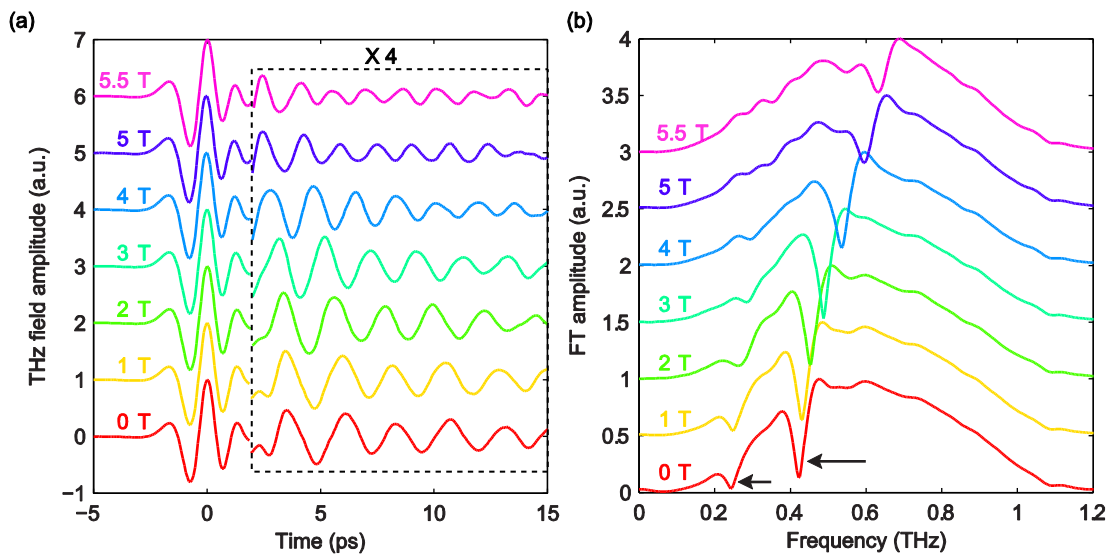 (a)
7
6
5
4
3
2
1
0
−1
THz field amplitude (a.u.)
X 4
5.5 T
5 T
4 T
3 T
2 T
1 T
0 T
−5
0
5
10
15
Time (ps)
(b)
4
3.5
3
2.5
2
1.5
1
0.5
0
FT amplitude (a.u.)
5.5 T
5 T
4 T
3 T
2 T
1 T
0 T
0
0.2
0.4
0.6
0.8
1
1.2
Frequency (THz)